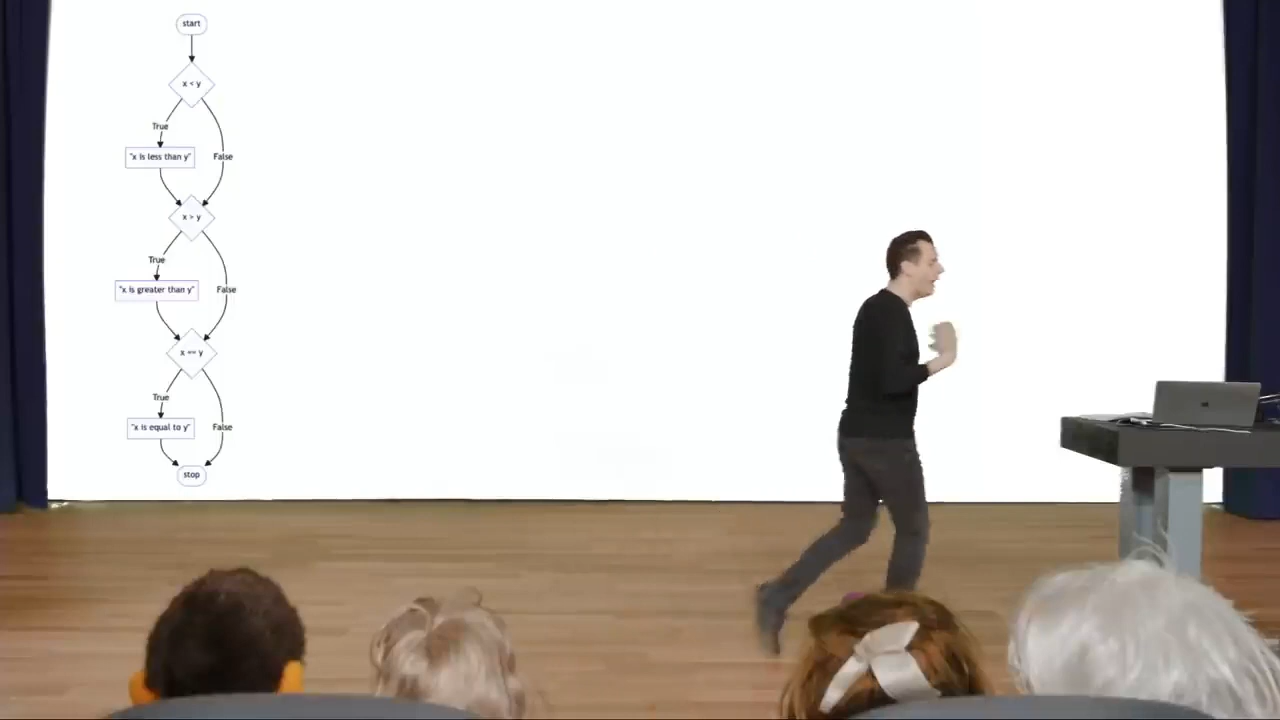 start
x < y
True
"x is less than y"
False
x > y
True
"x is greater than y"
False
x == y
True
"x is equal to y"
False
stop